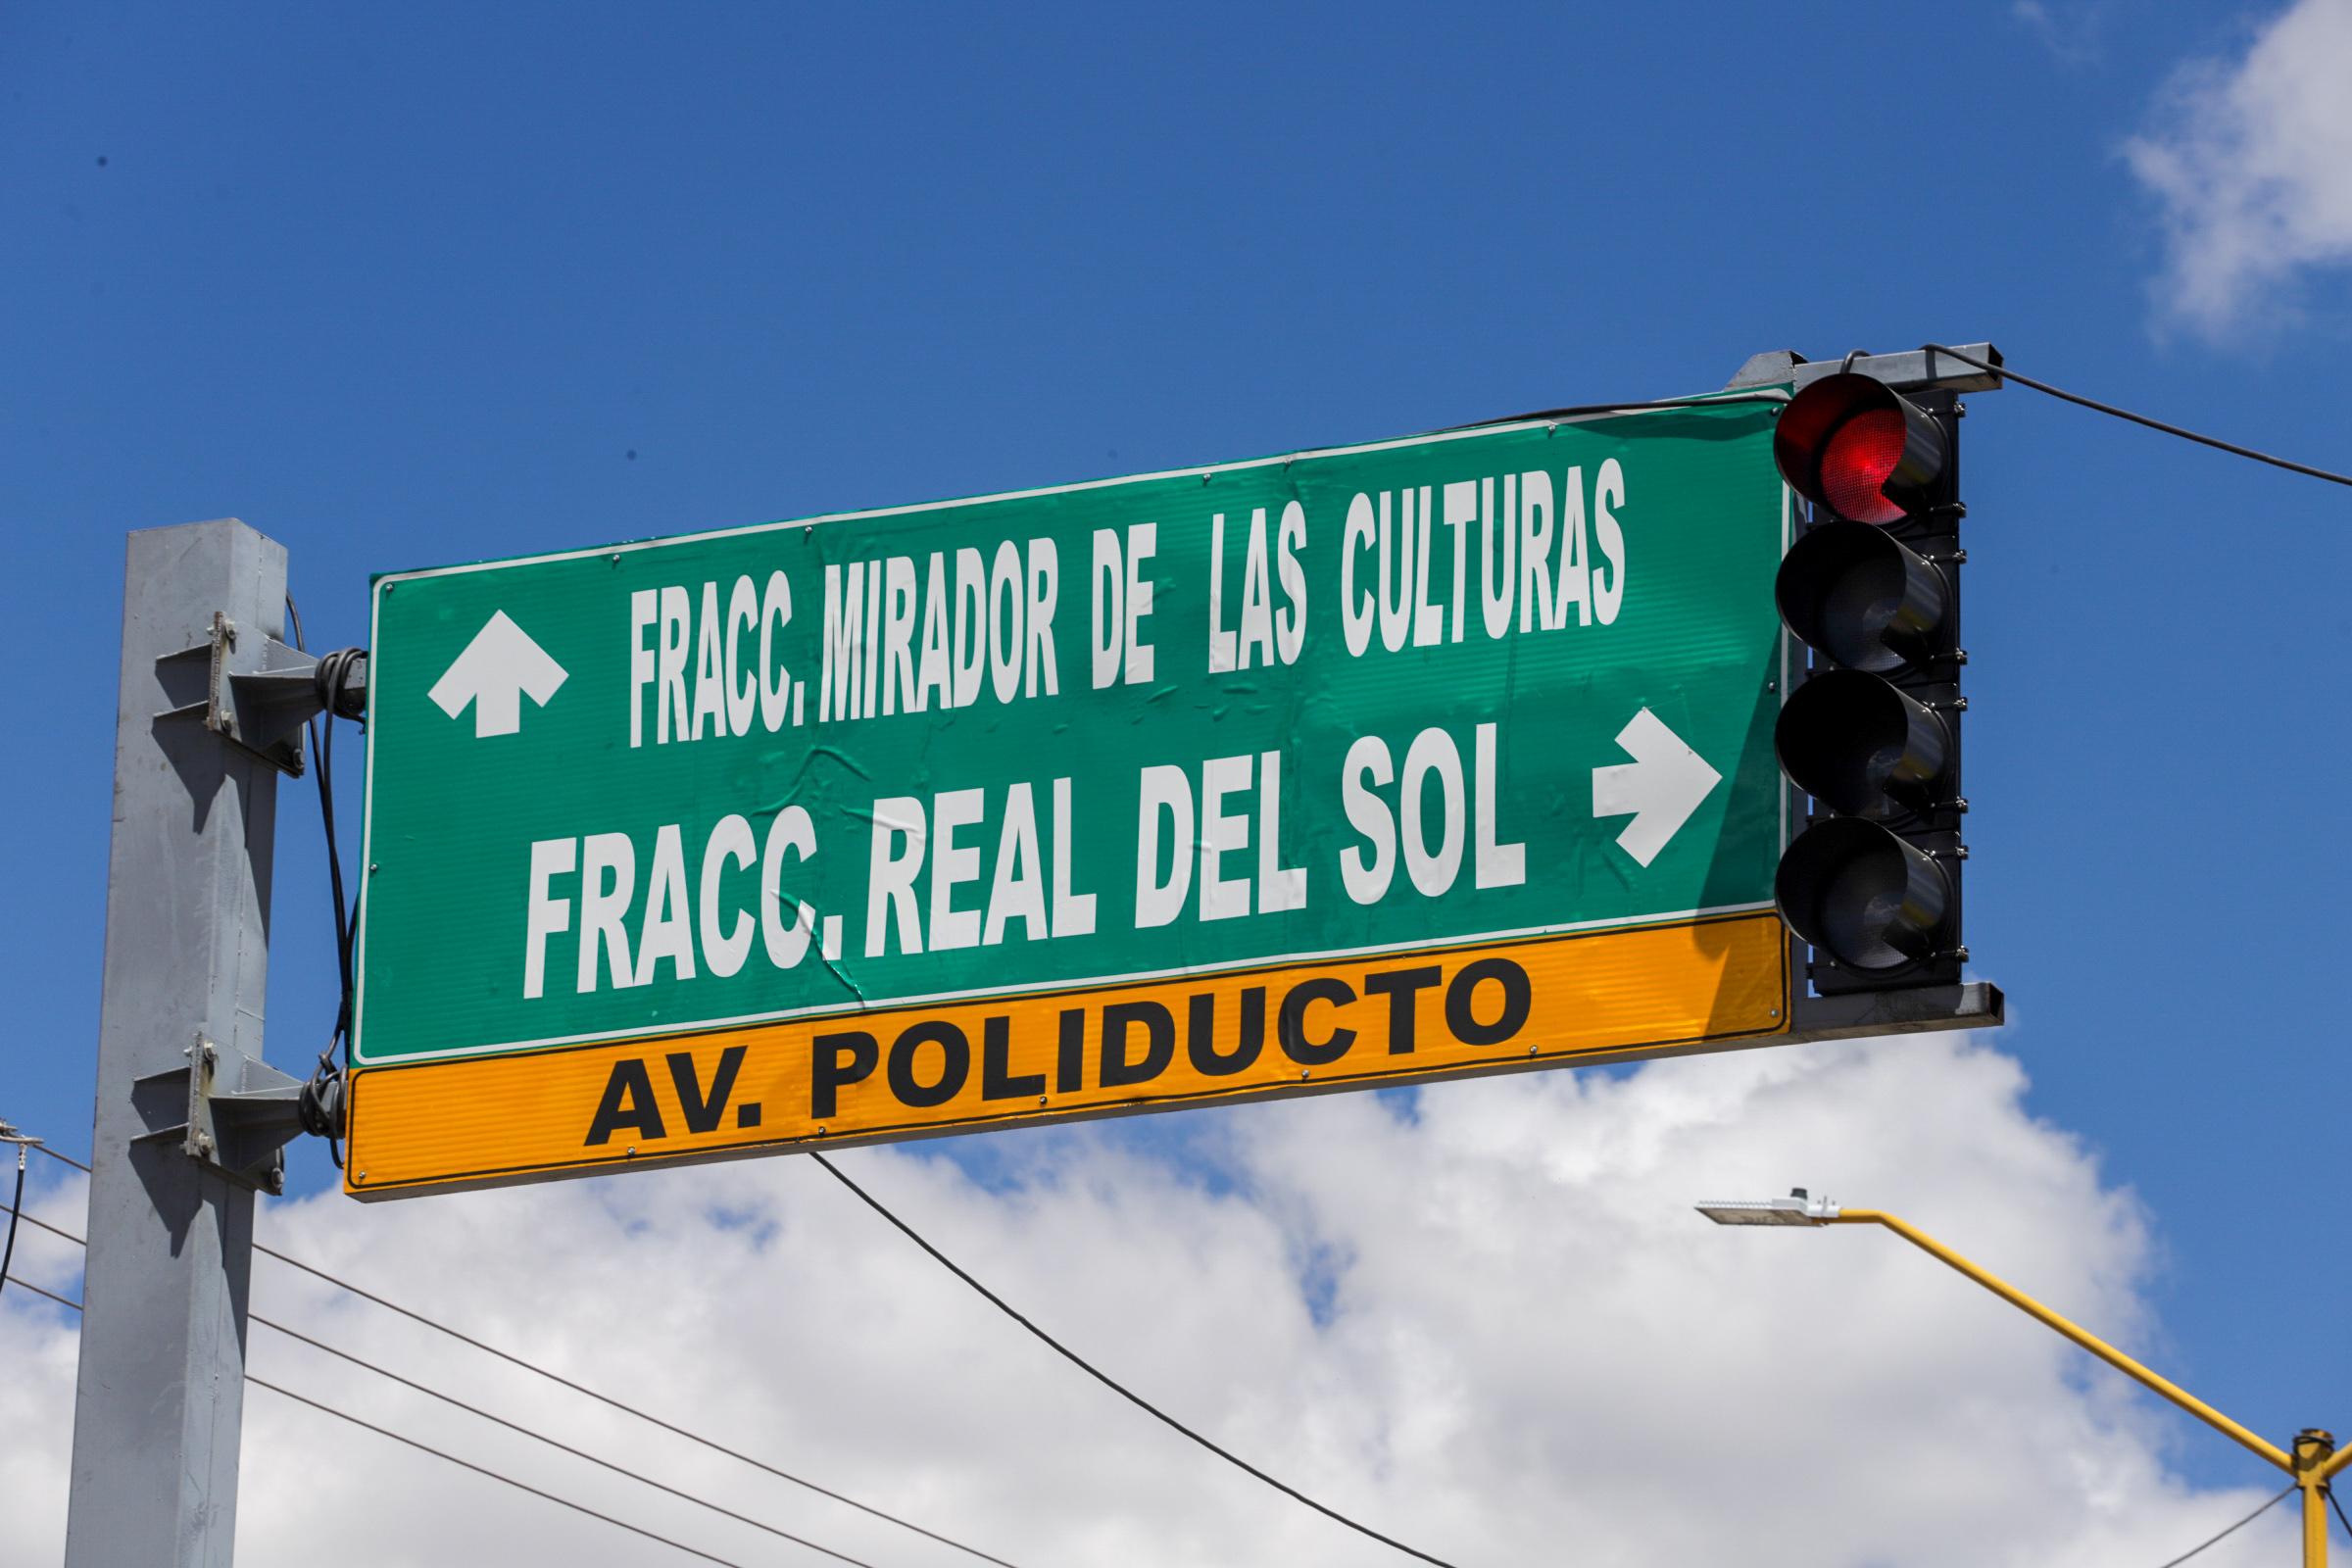 FRACC. MIRADOR DE LAS CULTURAS
FRACC. REAL DEL SOL
AV. POLIDUCTO